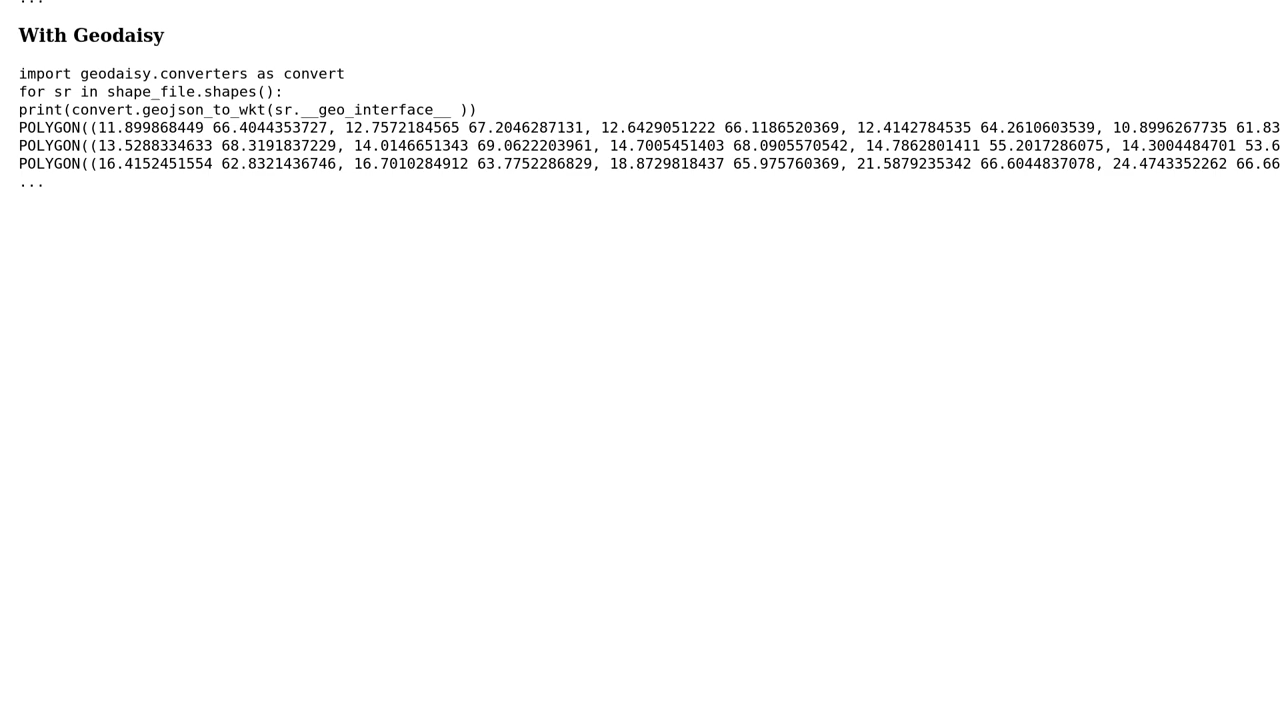 ...
With Geodaisy
import geodaisy.converters as convert
for sr in shape_file.shapes():
print(convert.geojson_to_wkt(sr.__geo_interface__ ))
POLYGON((11.899868449 66.4044353727, 12.7572184565 67.2046287131, 12.6429051222 66.1186520369, 12.4142784535 64.2610603539, 10.8996267735 61.83
POLYGON((13.5288334633 68.3191837229, 14.0146651343 69.0622203961, 14.7005451403 68.0905570542, 14.7862801411 55.2017286075, 14.3004484701 53.6
POLYGON((16.4152451554 62.8321436746, 16.7010284912 63.7752286829, 18.8729818437 65.975760369, 21.5879235342 66.6044837078, 24.4743352262 66.66
...